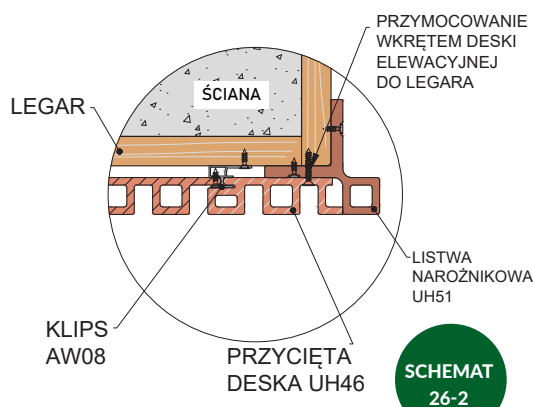 PRZYMOCOWANIE
WKRĘTEM DESKI
ELEWACYJNEJ
DO LEGARA
LEGAR
ŚCIANA
LISTWA
NAROŻNIKOWA
UH51
KLIPS
AW08
PRZYCIĘTA
DESKA UH46
SCHEMAT
26-2